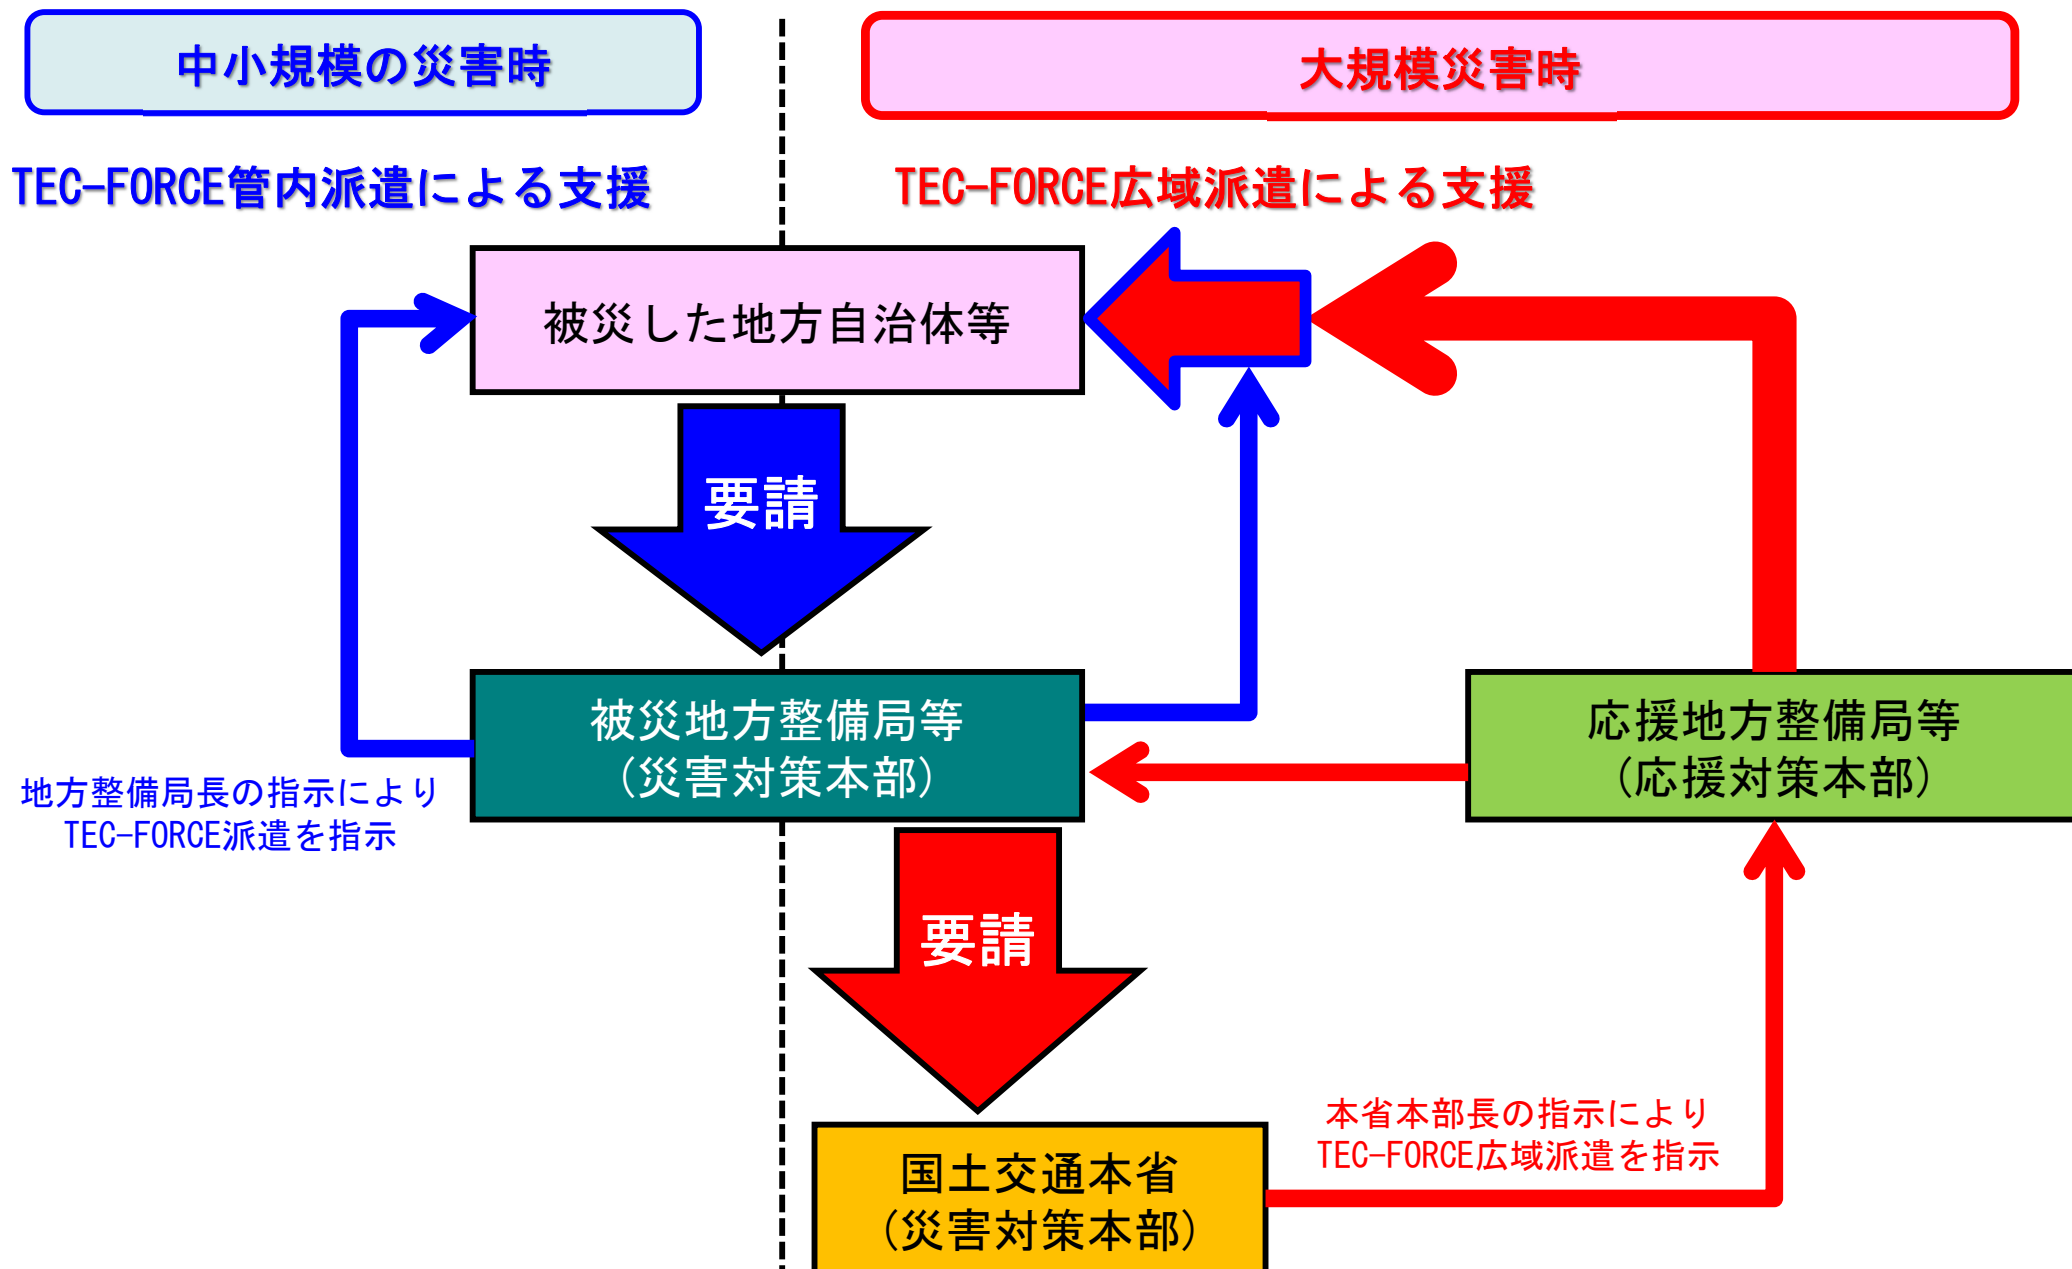 中小規模の災害時
大規模災害時
TEC-FORCE管内派遣による支援
TEC-FORCE広域派遣による支援
被災した地方自治体等
要請
被災地方整備局等
（災害対策本部）
応援地方整備局等
（応援対策本部）
地方整備局長の指示により
TEC-FORCE派遣を指示
要請
本省本部長の指示により
TEC-FORCE広域派遣を指示
国土交通本省
（災害対策本部）